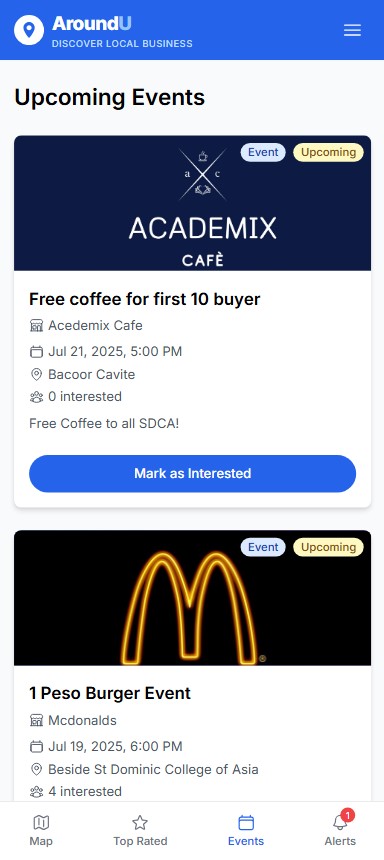 AroundU
DISCOVER LOCAL BUSINESS
Upcoming Events
Event Upcoming
a c
ACADEMIX
CAFÈ
Free coffee for first 10 buyer
Acedemix Cafe
Jul 21, 2025, 5:00 PM
Bacoor Cavite
0 interested
Free Coffee to all SDCA!
Mark as Interested
Event Upcoming
®
1 Peso Burger Event
Mcdonalds
Jul 19, 2025, 6:00 PM
Beside St Dominic College of Asia
4 interested
1
Map Top Rated Events Alerts